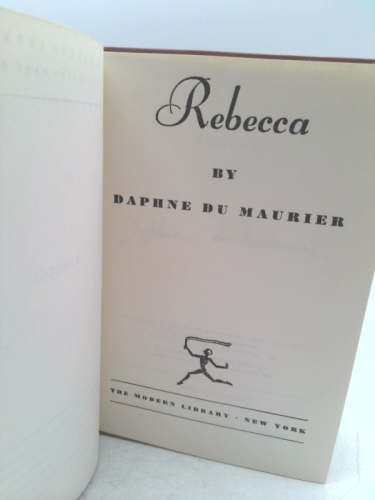 Rebecca
BY
DAPHNE DU MAURIER
THE MODERN LIBRARY · NEW YORK